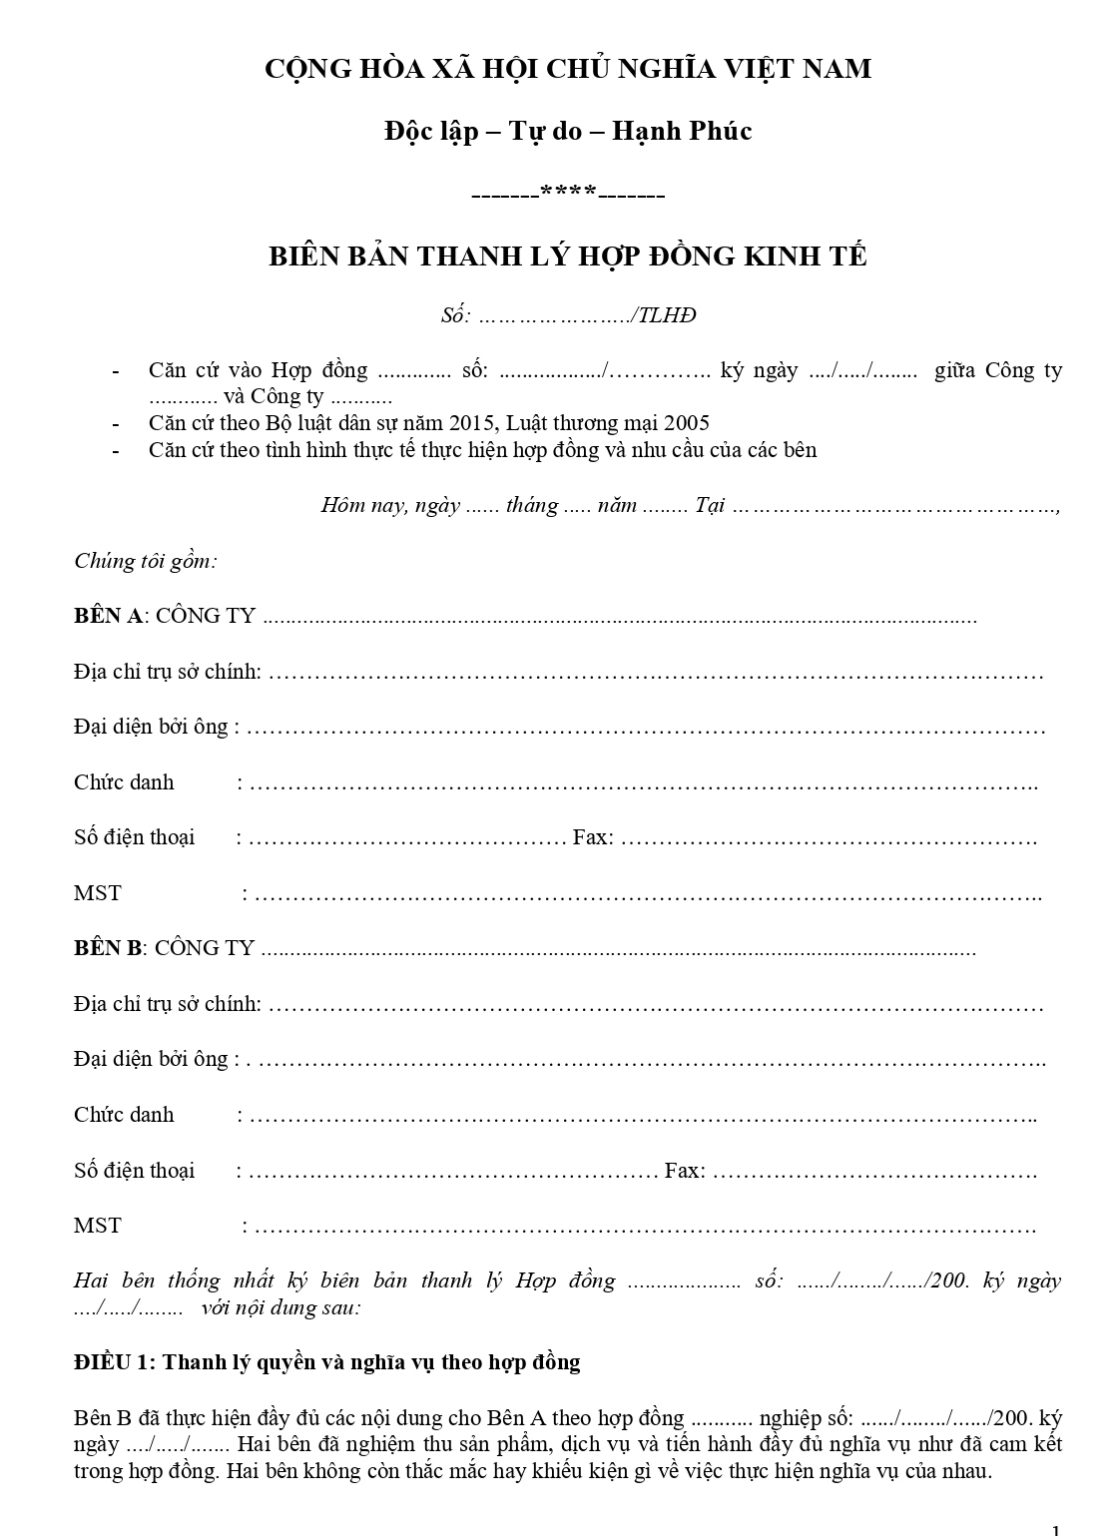 CỘNG HÒA XÃ HỘI CHỦ NGHĨA VIỆT NAM
Độc lập – Tự do – Hạnh Phúc
-------****-------
BIÊN BẢN THANH LÝ HỢP ĐỒNG KINH TẾ
Số: …………………../TLHĐ
- Căn cứ vào Hợp đồng ............. số: ................../………….. ký ngày ..../...../........ giữa Công ty
............ và Công ty ...........
- Căn cứ theo Bộ luật dân sự năm 2015, Luật thương mại 2005
- Căn cứ theo tình hình thực tế thực hiện hợp đồng và nhu cầu của các bên
Hôm nay, ngày ...... tháng ..... năm ........ Tại …………………………………………,
Chúng tôi gồm:
BÊN A: CÔNG TY ............................................................................................................................
Địa chỉ trụ sở chính: …………………………………………………………………………………………
Đại diện bởi ông : ………………………………………………………………………………………………
Chức danh : ……………………………………………………………………………………………..
Số điện thoại : …………………………………… Fax: ……………………………………………….
MST : ……………………………………………………………………………………………..
BÊN B: CÔNG TY ............................................................................................................................
Địa chỉ trụ sở chính: …………………………………………………………………………………………
Đại diện bởi ông : . ……………………………………………………………………………………………..
Chức danh : ……………………………………………………………………………………………..
Số điện thoại : ……………………………………………… Fax: …………………………………….
MST : …………………………………………………………………………………………….
Hai bên thống nhất ký biên bản thanh lý Hợp đồng .................... số: ....../......../....../200. ký ngày
..../...../........ với nội dung sau:
ĐIỀU 1: Thanh lý quyền và nghĩa vụ theo hợp đồng
Bên B đã thực hiện đầy đủ các nội dung cho Bên A theo hợp đồng ........... nghiệp số: ....../......../....../200. ký
ngày ..../...../....... Hai bên đã nghiệm thu sản phẩm, dịch vụ và tiến hành đầy đủ nghĩa vụ như đã cam kết
trong hợp đồng. Hai bên không còn thắc mắc hay khiếu kiện gì về việc thực hiện nghĩa vụ của nhau.
1